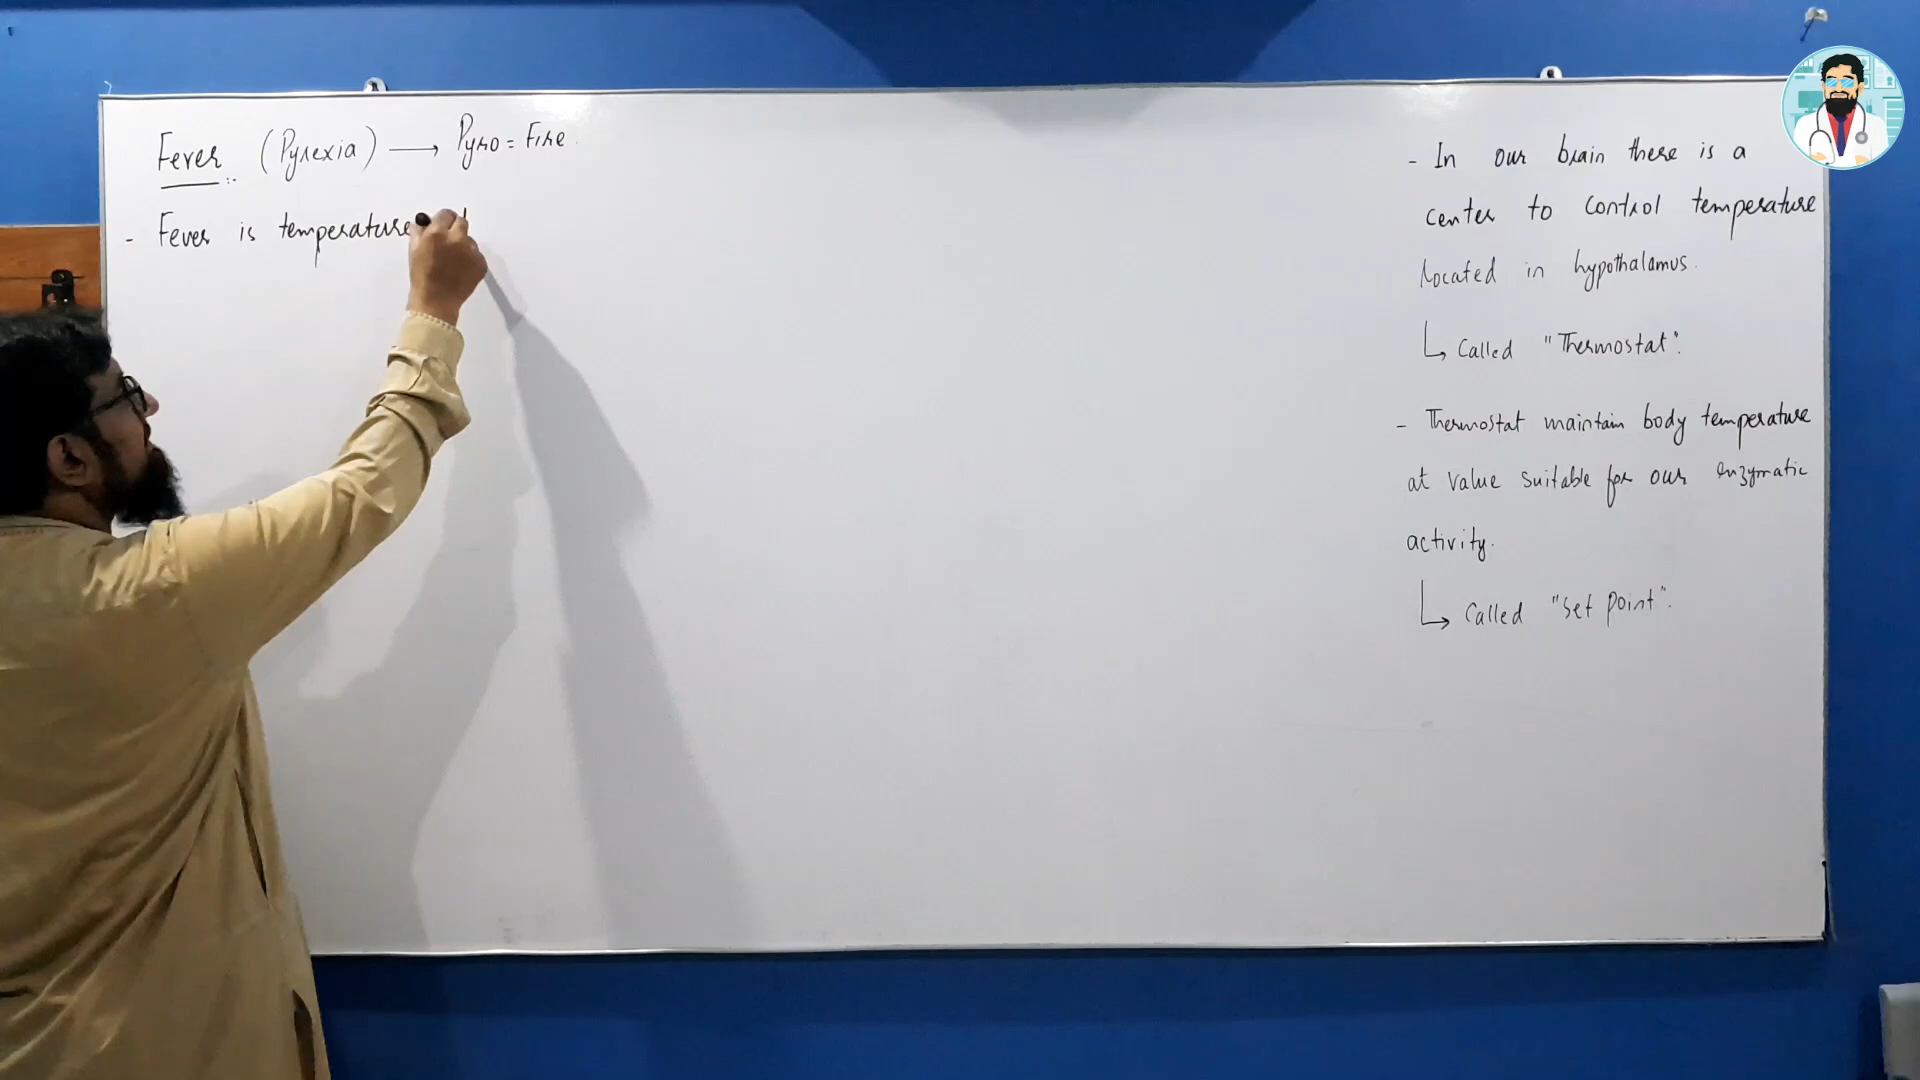 Fever (Pyrexia) → Pyro = Fire
- Fever is temperature
- In our brain there is a
center to control temperature
located in hypothalamus.
↳ Called "Thermostat".
- Thermostat maintain body temperature
at value suitable for our enzymatic
activity.
↳ Called "Set point".